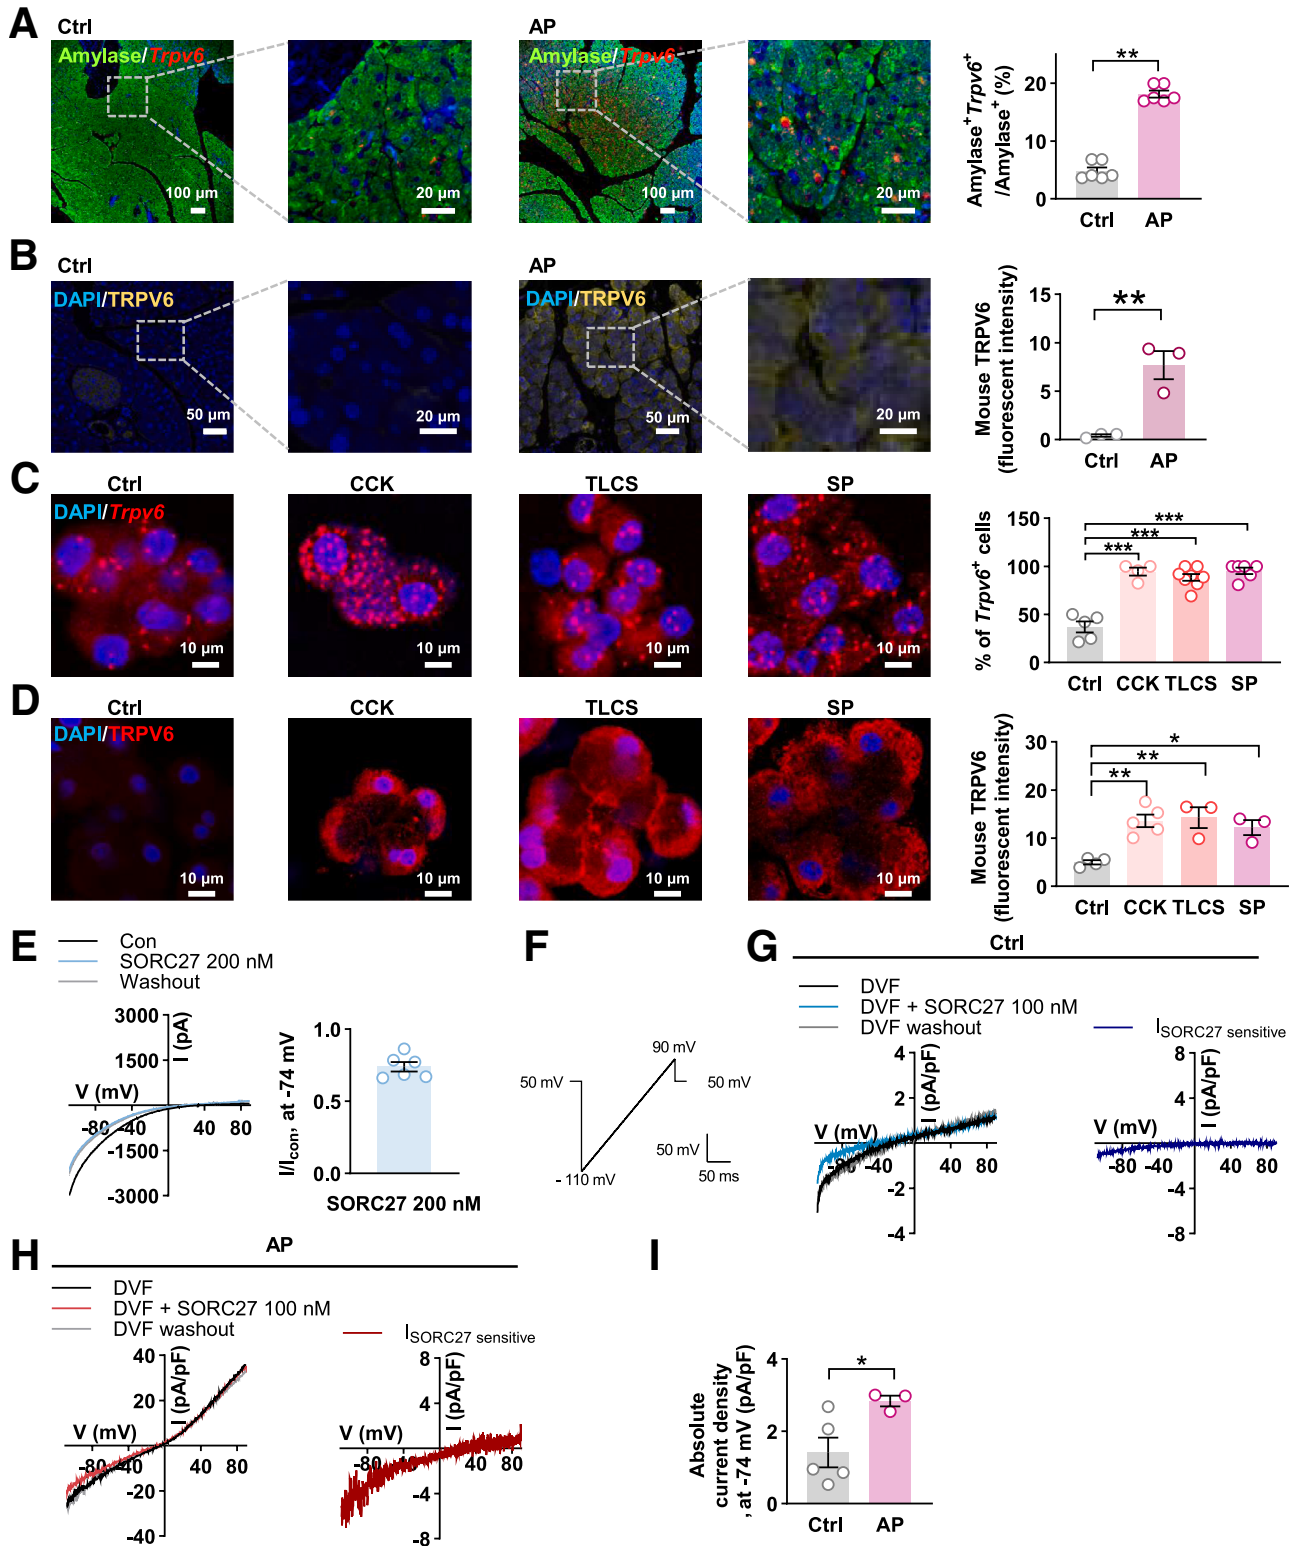 A
Ctrl
AP
Amylase/Trpv6
100 µm
20 µm
Amylase/Trpv6
100 µm
20 µm
Amylase⁺Trpv6⁺
/Amylase⁺ (%)
20
10
0
**
Ctrl AP
B
Ctrl
AP
DAPI/TRPV6
50 µm
20 µm
DAPI/TRPV6
50 µm
20 µm
Mouse TRPV6
(fluorescent intensity)
15
10
5
0
**
Ctrl AP
C
Ctrl CCK TLCS SP
DAPI/Trpv6
10 µm
10 µm
10 µm
10 µm
% of Trpv6⁺ cells
150
100
50
0
***
***
***
Ctrl CCK TLCS SP
D
Ctrl CCK TLCS SP
DAPI/TRPV6
10 µm
10 µm
10 µm
10 µm
Mouse TRPV6
(fluorescent intensity)
30
20
10
0
*
**
**
Ctrl CCK TLCS SP
E
Con
SORC27 200 nM
Washout
3000
1500
-1500
-3000
I (pA)
V (mV)
-80 -40 40 80
I/Icon, at -74 mV
1.0
0.5
0.0
SORC27 200 nM
F
90 mV
50 mV
50 mV
- 110 mV
50 mV
50 ms
G
Ctrl
DVF
DVF + SORC27 100 nM
DVF washout
ISORC27 sensitive
4
2
-2
-4
I (pA/pF)
V (mV)
-80 -40 40 80
8
4
-4
-8
I (pA/pF)
V (mV)
-80 -40 40 80
H
AP
DVF
DVF + SORC27 100 nM
DVF washout
ISORC27 sensitive
40
20
-20
-40
I (pA/pF)
V (mV)
-80 -40 40 80
8
4
-4
-8
I (pA/pF)
V (mV)
-80 -40 40 80
I
Absolute
current density
, at -74 mV (pA/pF)
4
2
0
*
Ctrl AP